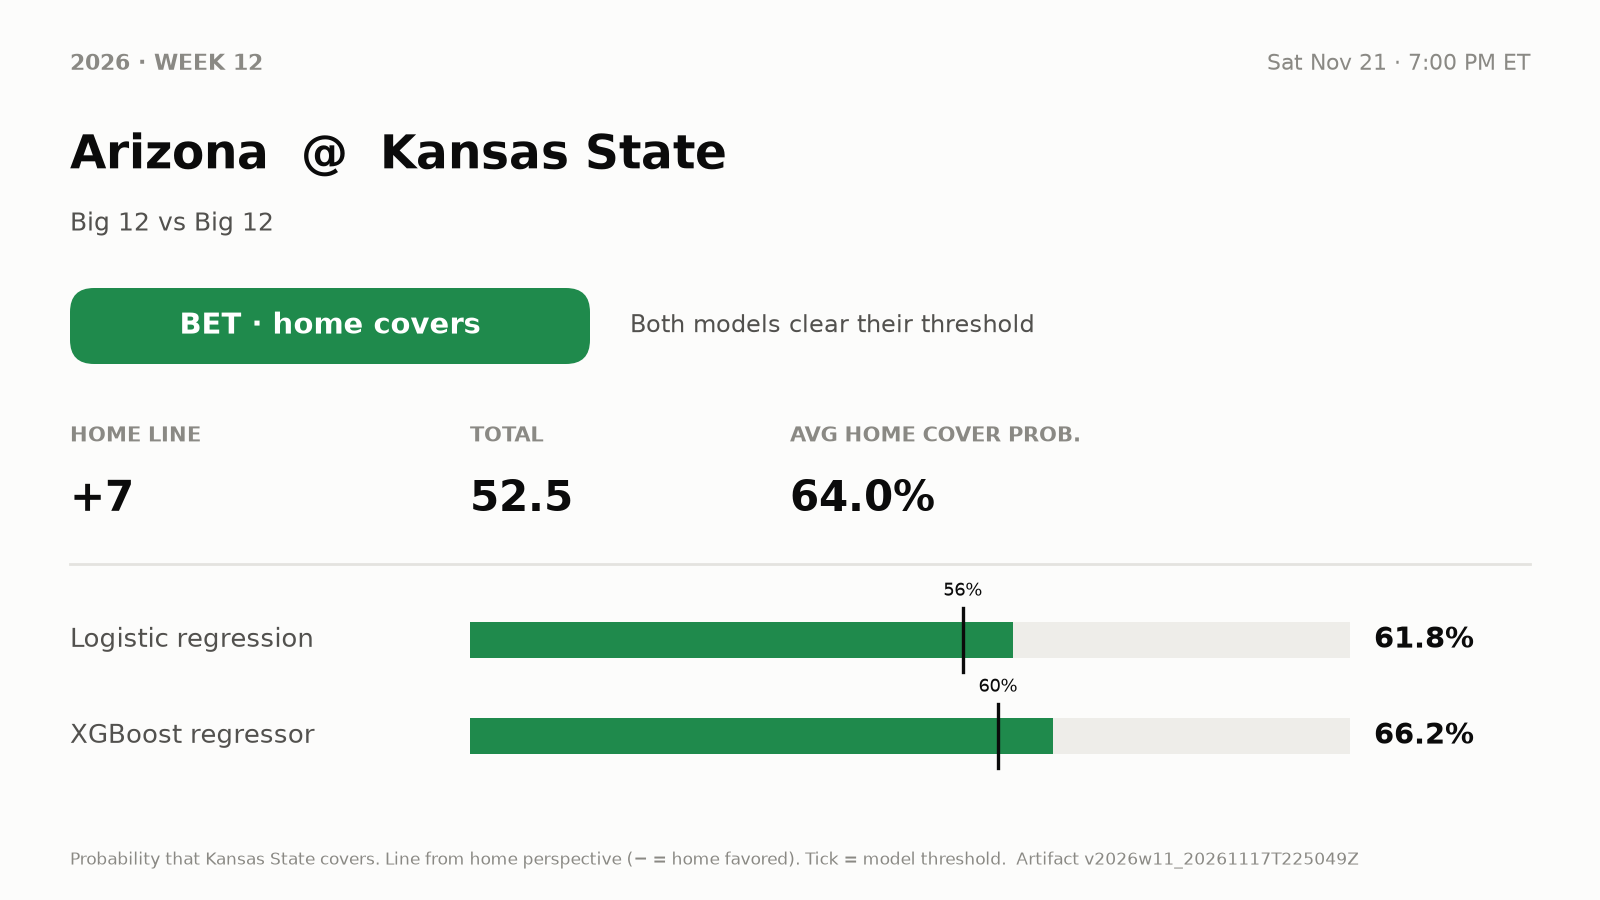 2026 · WEEK 12
Sat Nov 21 · 7:00 PM ET
Arizona @ Kansas State
Big 12 vs Big 12
BET · home covers
Both models clear their threshold
HOME LINE
TOTAL
AVG HOME COVER PROB.
+7
52.5
64.0%
56%
Logistic regression
61.8%
60%
XGBoost regressor
66.2%
Probability that Kansas State covers. Line from home perspective (− = home favored). Tick = model threshold. Artifact v2026w11_20261117T225049Z